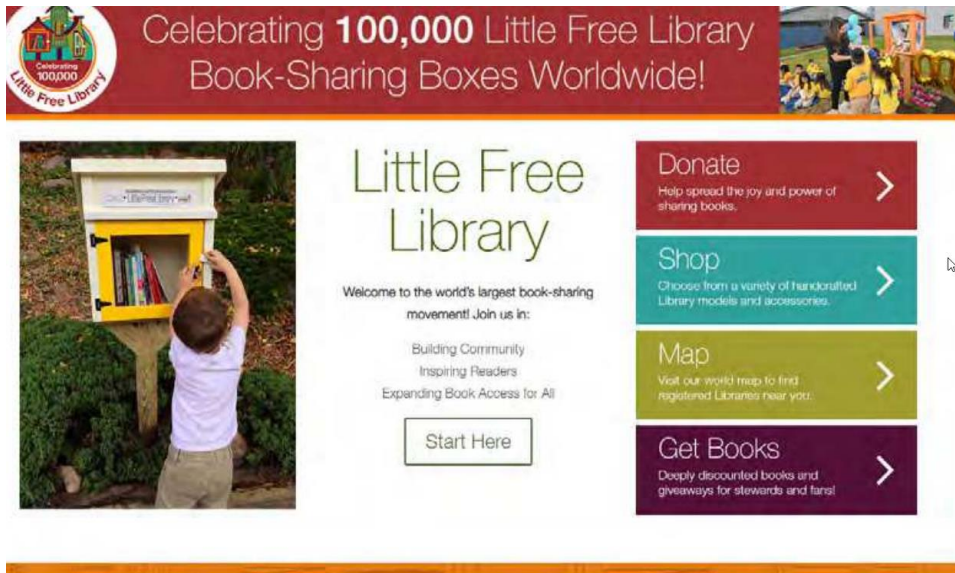 Celebrating 100,000 Little Free Library
Book-Sharing Boxes Worldwide!
Celebrating
100,000
Little Free Library
Little Free Library
Little Free
Library
Welcome to the world's largest book-sharing
movement! Join us in:
Building Community
Inspiring Readers
Expanding Book Access for All
Start Here
Donate
Help spread the joy and power of
sharing books.
Shop
Choose from a variety of handcrafted
Library models and accessories.
Map
Visit our world map to find
registered Libraries near you.
Get Books
Deeply discounted books and
giveaways for stewards and fans!